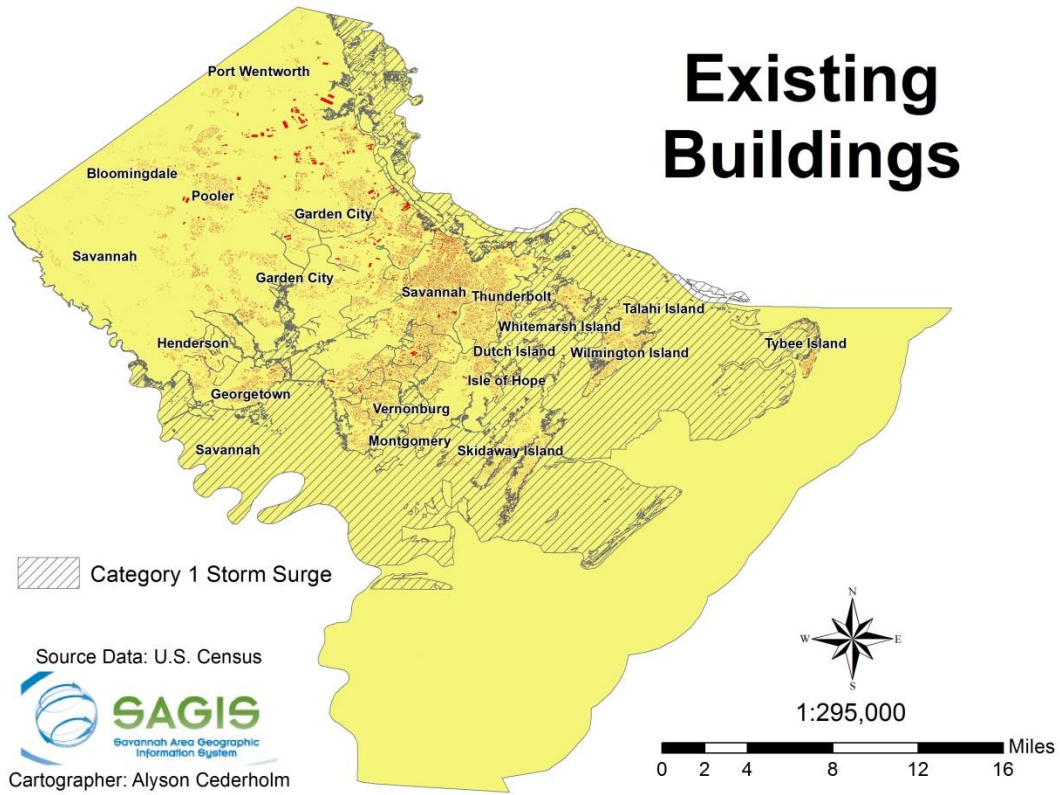 Existing
Buildings
Port Wentworth
Bloomingdale
Pooler
Garden City
Savannah
Garden City
Savannah
Thunderbolt
Talahi Island
Whitemarsh Island
Henderson
Dutch Island
Wilmington Island
Tybee Island
Isle of Hope
Georgetown
Vernonburg
Montgomery
Savannah
Skidaway Island
Category 1 Storm Surge
Source Data: U.S. Census
SAGIS
Savannah Area Geographic
Information System
Cartographer: Alyson Cederholm
N
W E
S
1:295,000
Miles
0 2 4 8 12 16